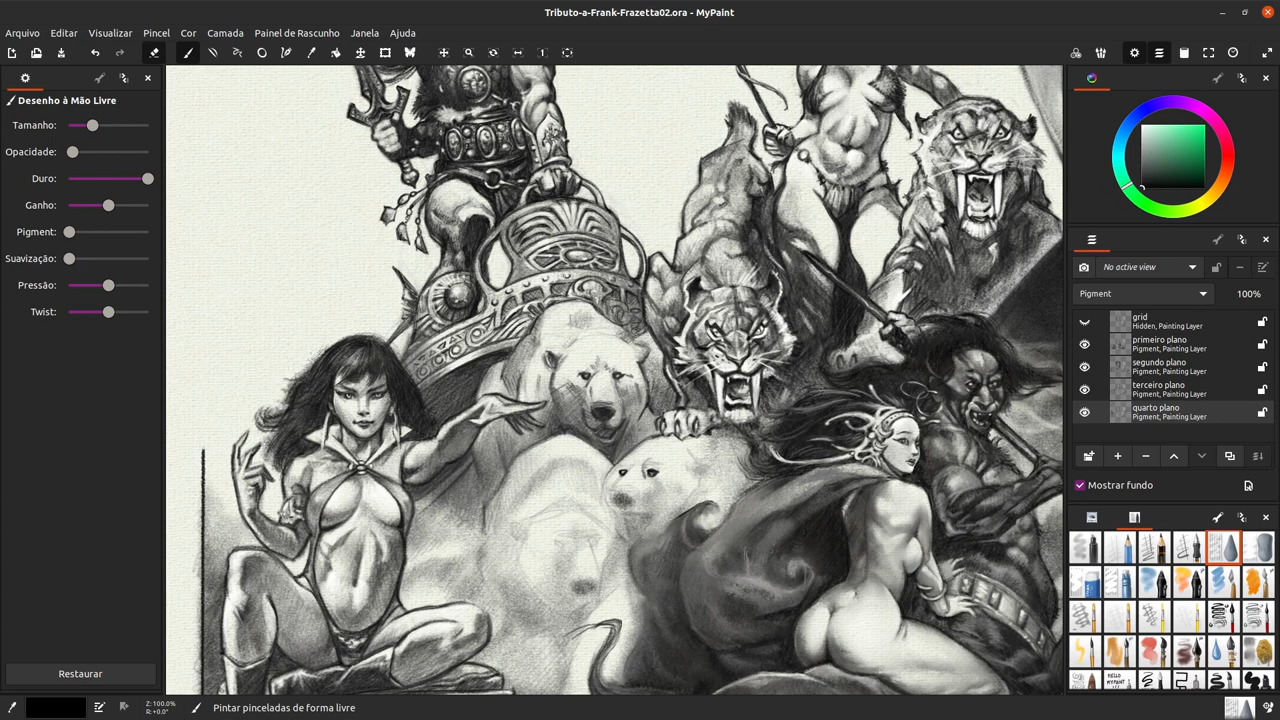 Tributo-a-Frank-Frazetta02.ora - MyPaint
Arquivo Editar Visualizar Pincel Cor Camada Painel de Rascunho Janela Ajuda
Desenho à Mão Livre
Tamanho:
Opacidade:
Duro:
Ganho:
Pigment:
Suavização:
Pressão:
Twist:
Restaurar
No active view
Pigment 100%
grid
Hidden, Painting Layer
primeiro plano
Pigment, Painting Layer
segundo plano
Pigment, Painting Layer
terceiro plano
Pigment, Painting Layer
quarto plano
Pigment, Painting Layer
Mostrar fundo
HELLO
MYPAINT
Z: 100.0%
R: +0.0°
Pintar pinceladas de forma livre